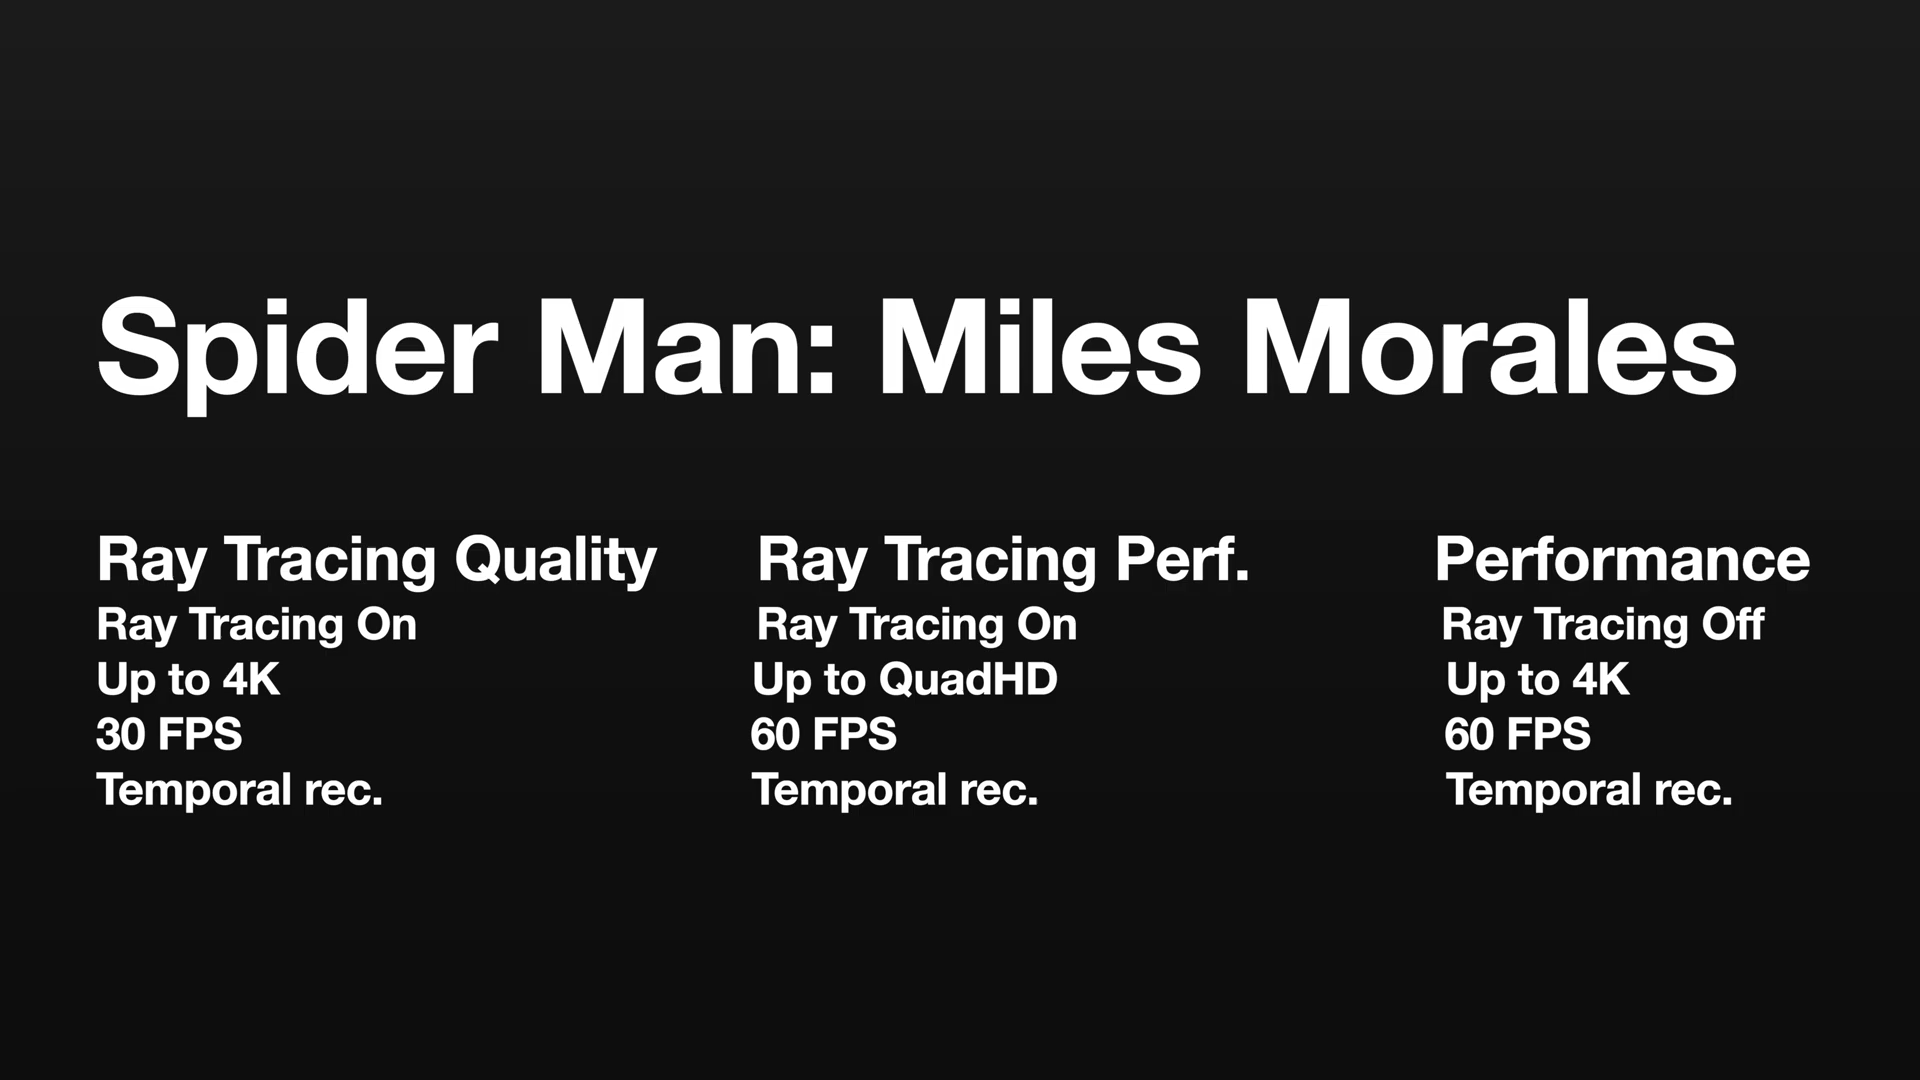 Spider Man: Miles Morales
Ray Tracing Quality
Ray Tracing On
Up to 4K
30 FPS
Temporal rec.
Ray Tracing Perf.
Ray Tracing On
Up to QuadHD
60 FPS
Temporal rec.
Performance
Ray Tracing Off
Up to 4K
60 FPS
Temporal rec.